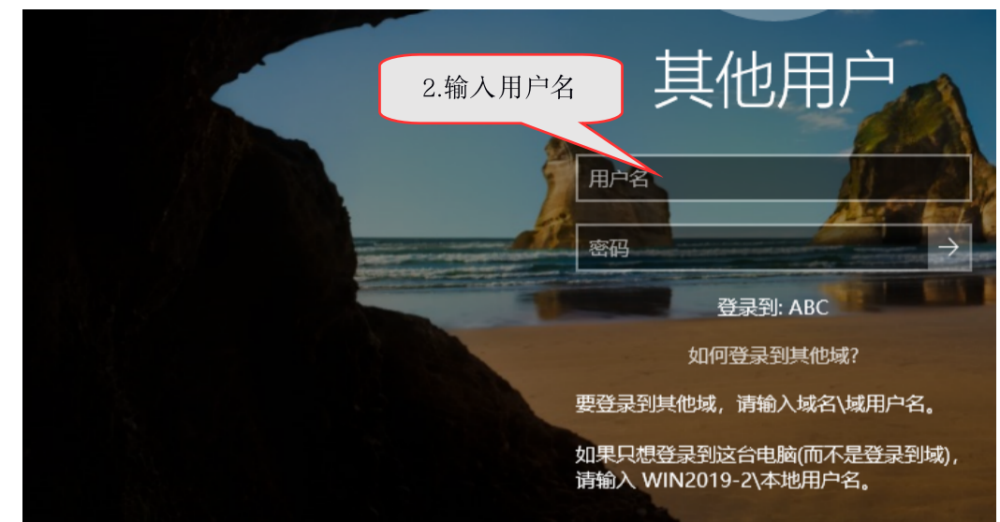 其他用户
2.输入用户名
用户名
密码
登录到: ABC
如何登录到其他域?
要登录到其他域，请输入域名\域用户名。
如果只想登录到这台电脑(而不是登录到域)，
请输入 WIN2019-2\本地用户名。